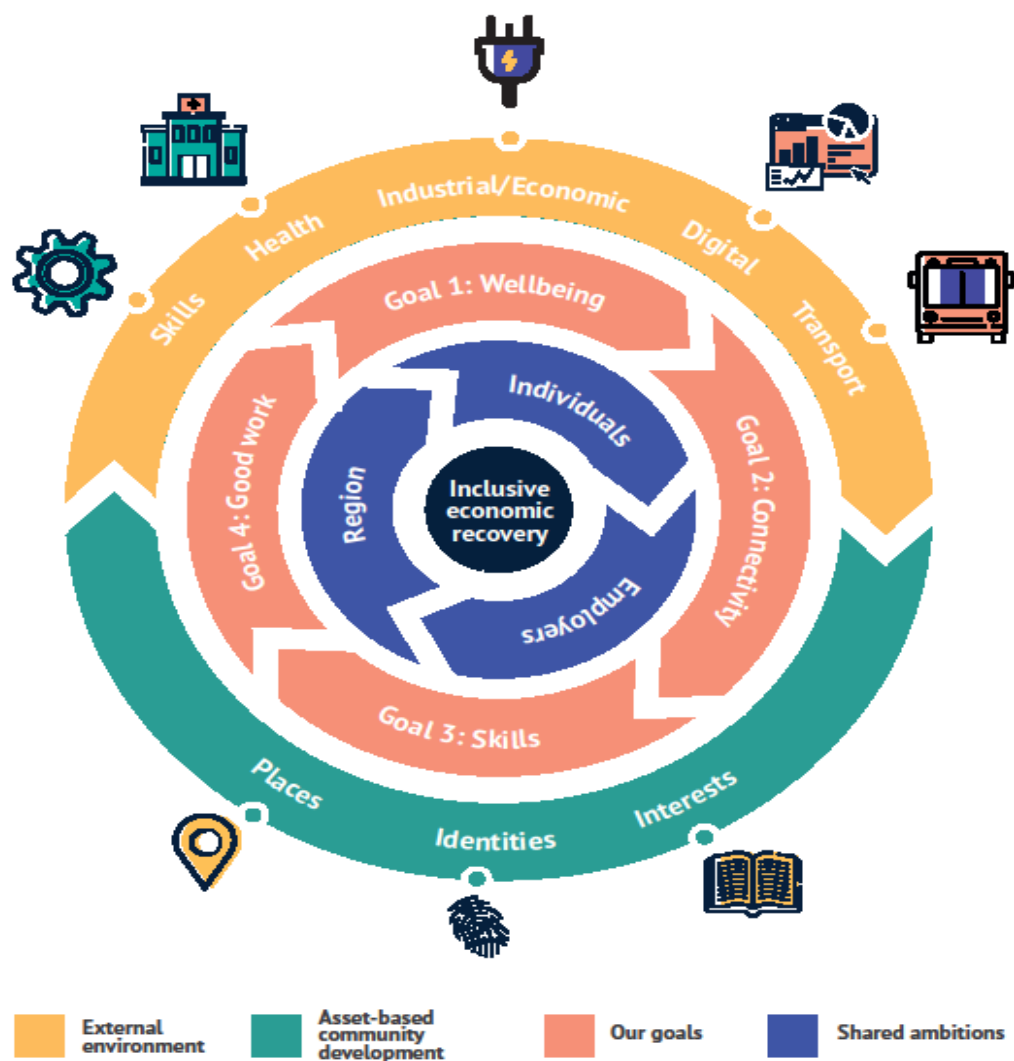 Industrial/Economic
Health
Digital
Skills
Transport
Goal 1: Wellbeing
Individuals
Goal 4: Good work
Region
Inclusive
economic
recovery
Goal 2: Connectivity
Employers
Goal 3: Skills
Places
Identities
Interests
External
environment
Asset-based
community
development
Our goals
Shared ambitions